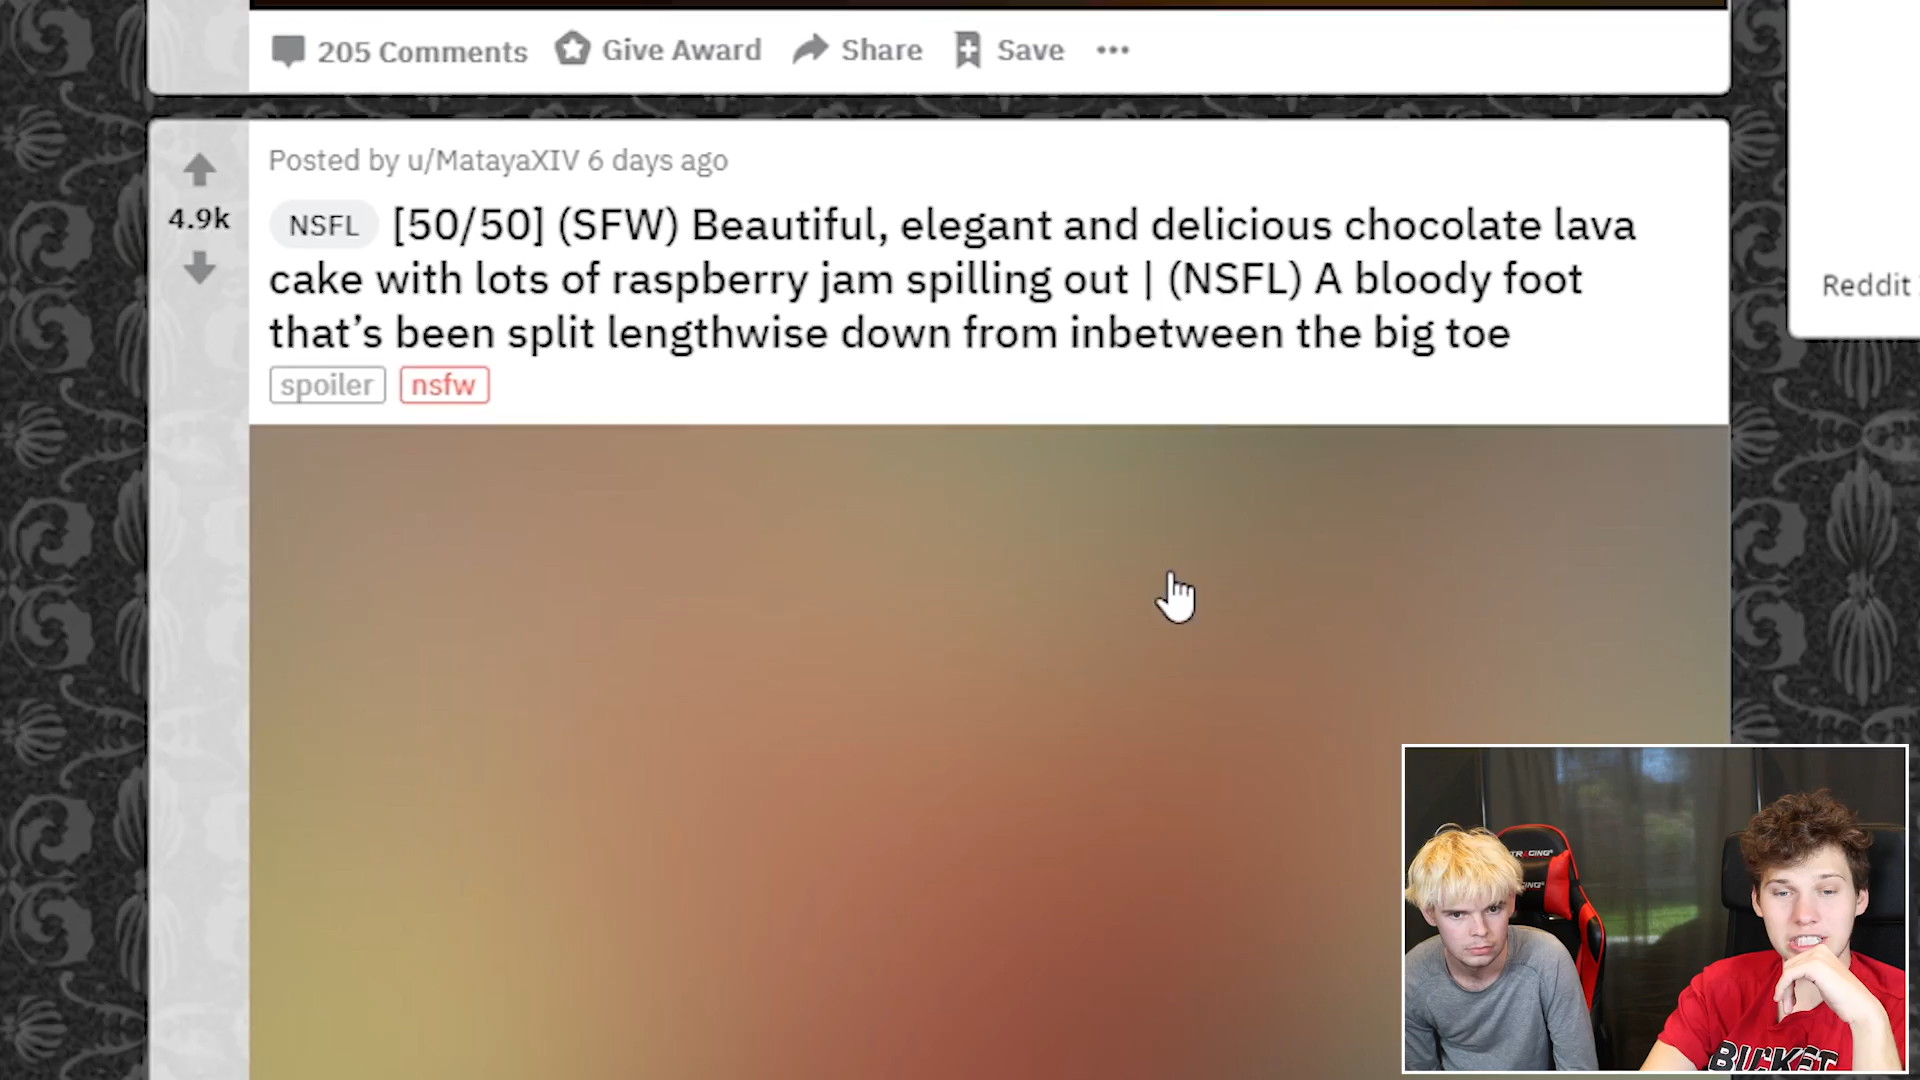 205 Comments Give Award Share Save
Posted by u/MatayaXIV 6 days ago
4.9k
NSFL [50/50] (SFW) Beautiful, elegant and delicious chocolate lava
cake with lots of raspberry jam spilling out | (NSFL) A bloody foot
that’s been split lengthwise down from inbetween the big toe
spoiler nsfw
Reddit
BUCKET